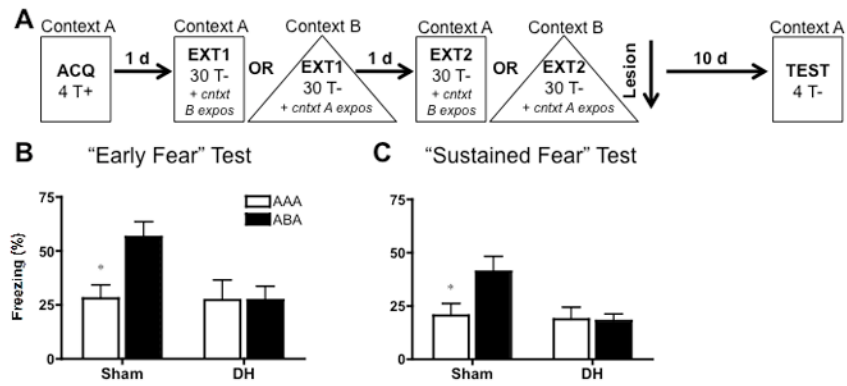 A
Context A
Context A
Context B
Context A
Context B
Context A
ACQ
4 T+
1 d
EXT1
30 T-
+ cntxt
B expos
OR
EXT1
30 T-
+ cntxt A expos
1 d
EXT2
30 T-
+ cntxt
B expos
OR
EXT2
30 T-
+ cntxt A expos
Lesion
10 d
TEST
4 T-
B
"Early Fear" Test
C
"Sustained Fear" Test
AAA
ABA
Freezing (%)
75
50
25
0
*
Sham
DH
75
50
25
0
*
Sham
DH